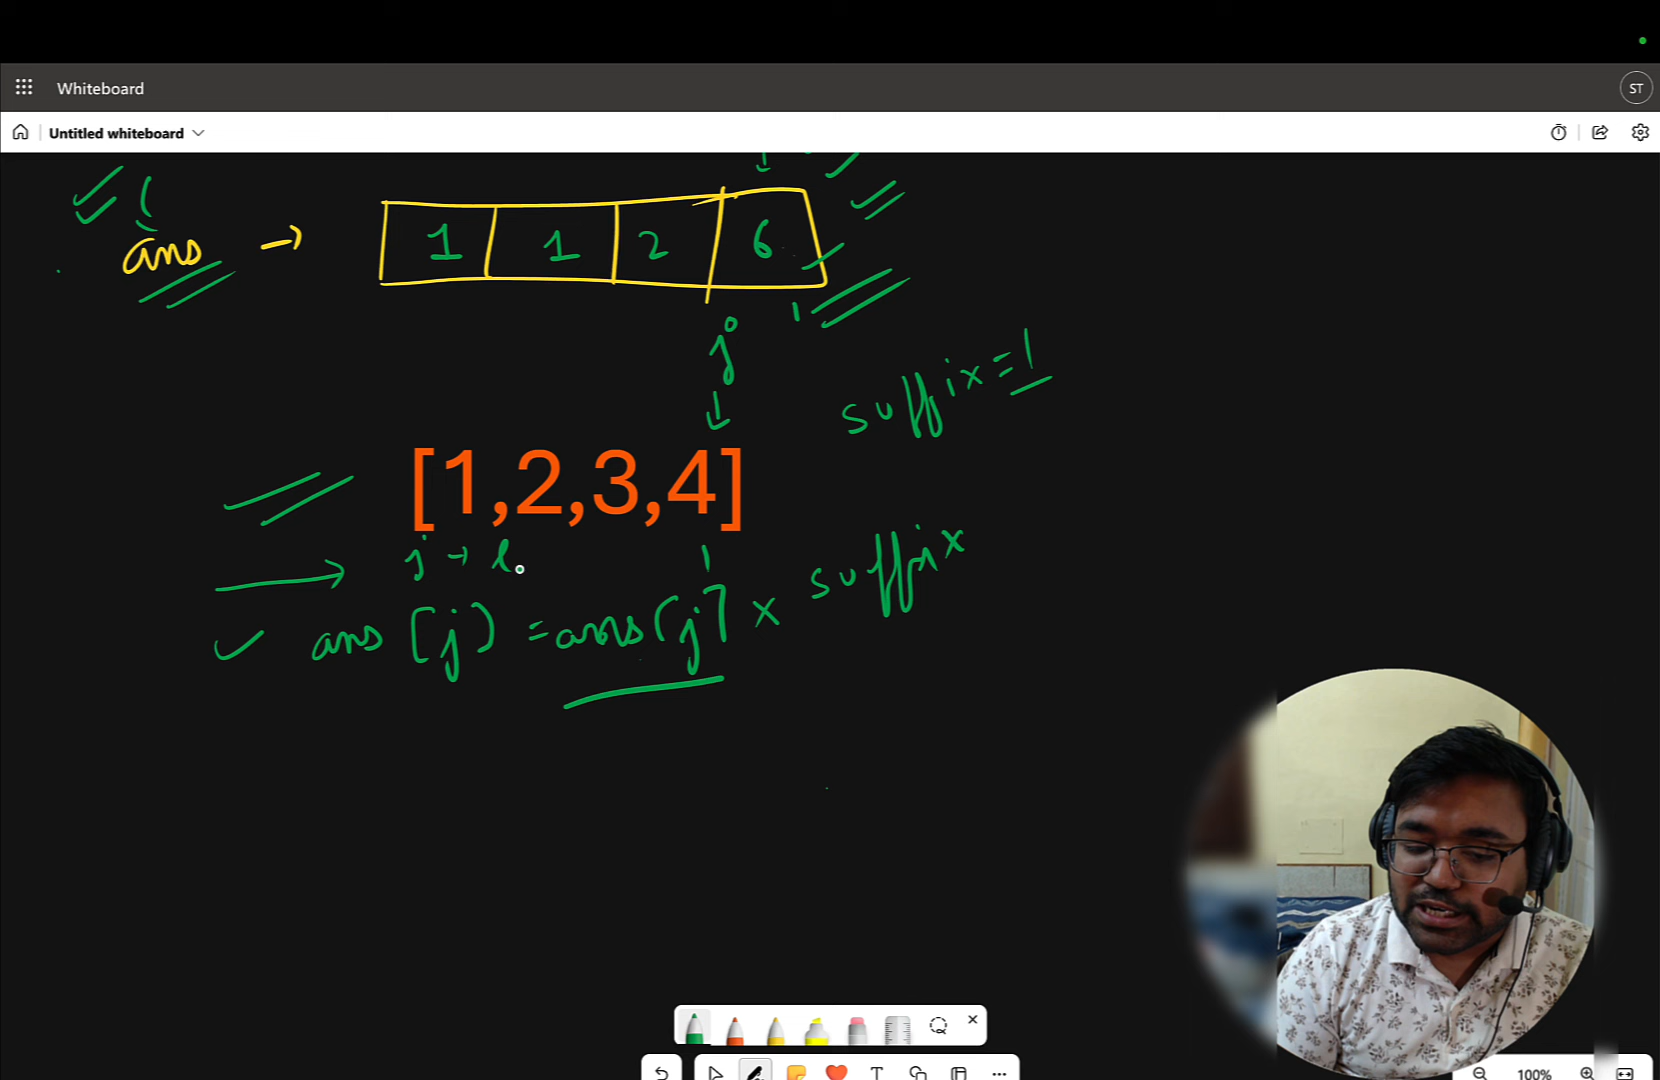 Whiteboard
ST
Untitled whiteboard
ans → 1 1 2 6
j
suffix = 1
[1,2,3,4]
j →
ans [j] = ans [j] x suffix
100%